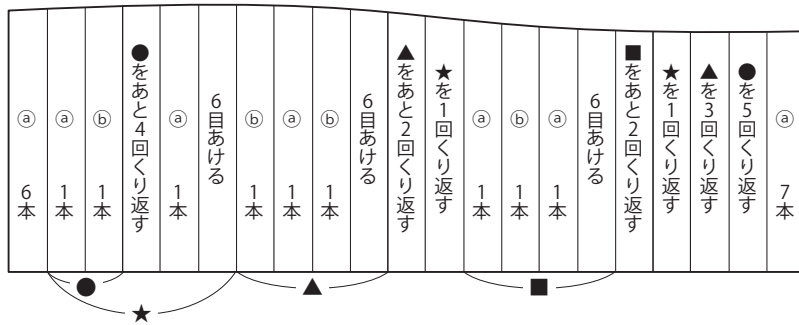 ⓐ 6本
ⓐ 1本
ⓑ 1本
●をあと4回くり返す
ⓐ 1本
6目あける
ⓑ 1本
ⓐ 1本
ⓑ 1本
6目あける
▲をあと2回くり返す
★を1回くり返す
ⓐ 1本
ⓑ 1本
ⓐ 1本
6目あける
■をあと2回くり返す
★を1回くり返す
▲を3回くり返す
●を5回くり返す
ⓐ 7本
●
★
▲
■